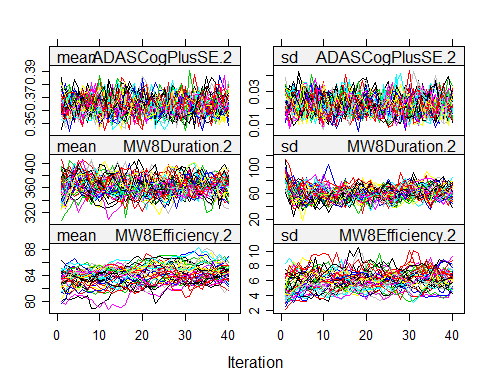 mean ADASCogPlusSE.2
sd ADASCogPlusSE.2
0.35 0.37 0.39
0.01 0.03
mean MW8Duration.2
sd MW8Duration.2
320 360 400
20 60 100
mean MW8Efficiency.2
sd MW8Efficiency.2
80 84 88
2 4 6 8 10
0 10 20 30 40
0 10 20 30 40
Iteration